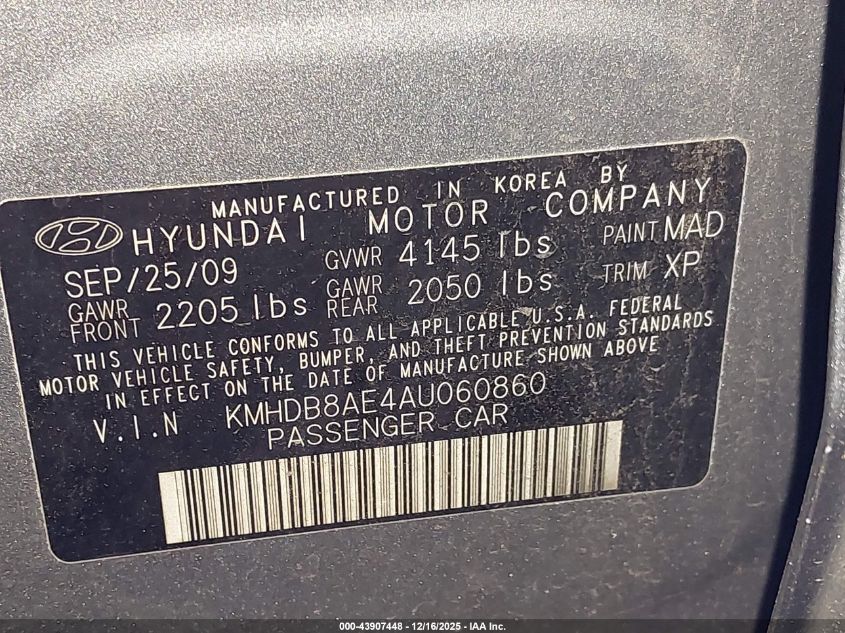 MANUFACTURED IN KOREA BY
HYUNDAI MOTOR COMPANY
SEP/25/09 GVWR 4145 lbs PAINT MAD
GAWR FRONT 2205 lbs GAWR REAR 2050 lbs TRIM XP
THIS VEHICLE CONFORMS TO ALL APPLICABLE U.S.A. FEDERAL
MOTOR VEHICLE SAFETY, BUMPER, AND THEFT PREVENTION STANDARDS
IN EFFECT ON THE DATE OF MANUFACTURE SHOWN ABOVE
V.I.N KMHDB8AE4AU060860
PASSENGER CAR
000-43907448 - 12/16/2025 - IAA Inc.